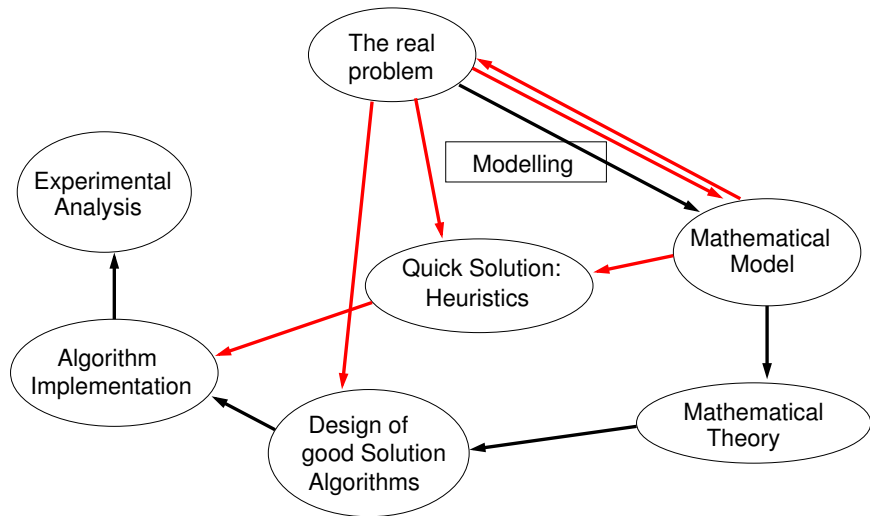 The real
problem
Modelling
Experimental
Analysis
Mathematical
Model
Quick Solution:
Heuristics
Algorithm
Implementation
Design of
good Solution
Algorithms
Mathematical
Theory